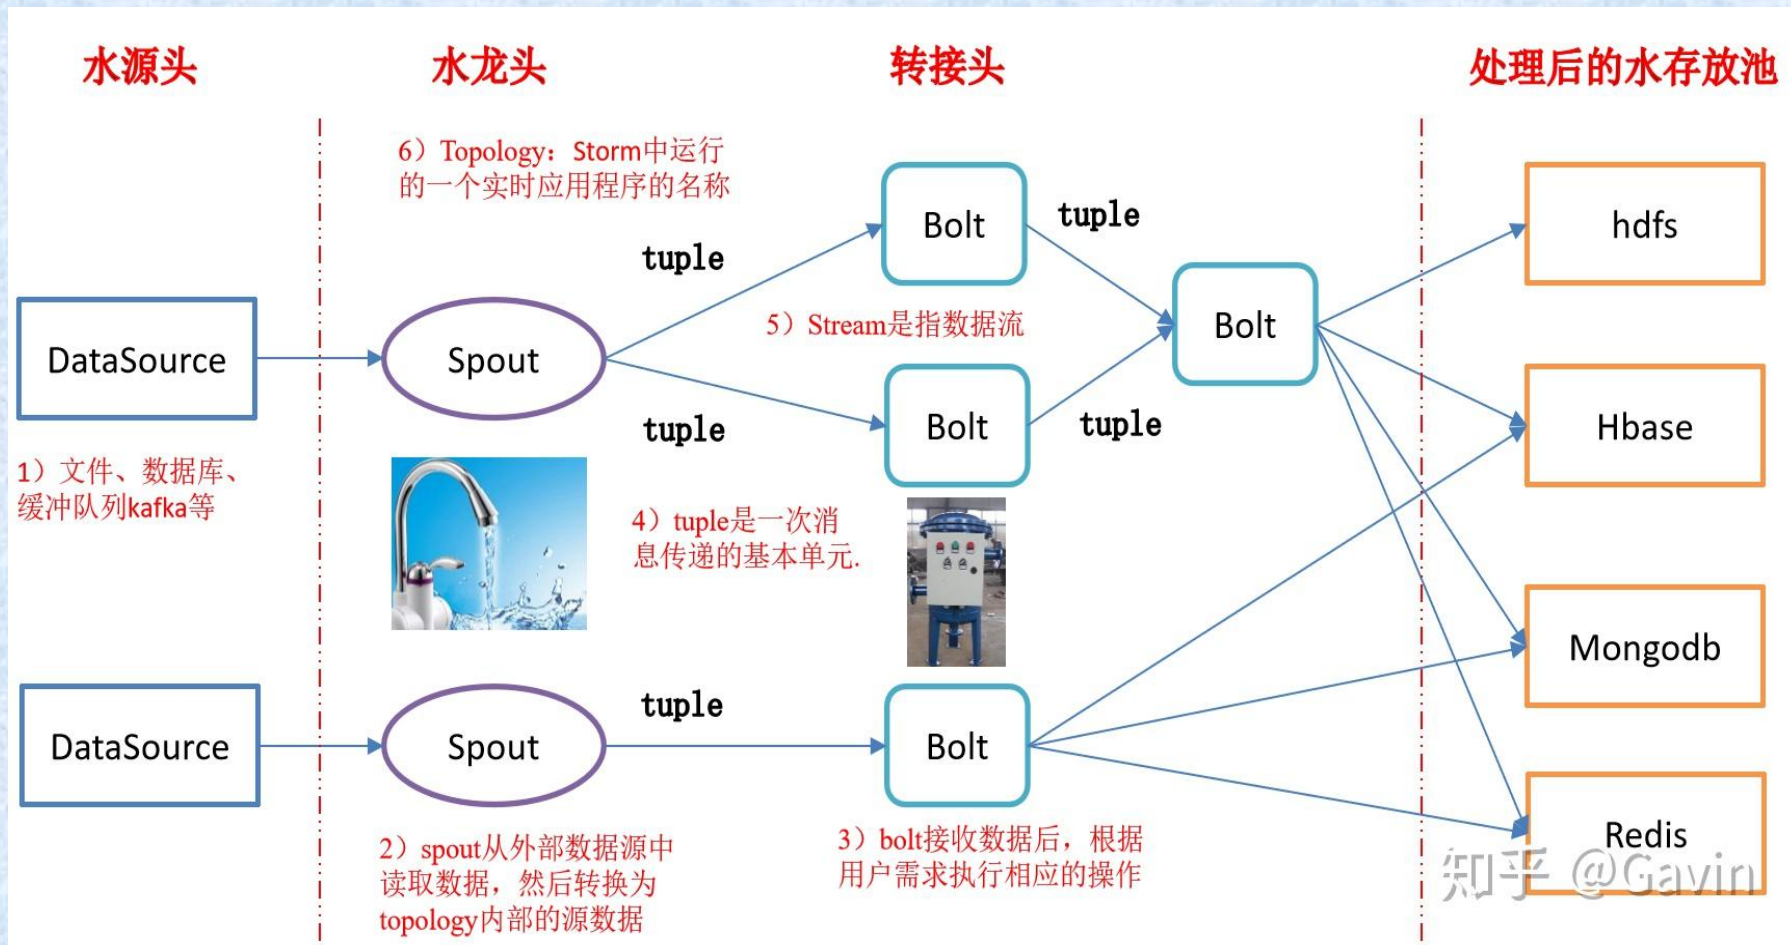 水源头
水龙头
转接头
处理后的水存放池
6）Topology：Storm中运行
的一个实时应用程序的名称
Bolt
tuple
hdfs
tuple
Bolt
5）Stream是指数据流
DataSource
Spout
tuple
Bolt
tuple
Hbase
1）文件、数据库、
缓冲队列kafka等
4）tuple是一次消
息传递的基本单元.
Mongodb
DataSource
Spout
tuple
Bolt
Redis
2）spout从外部数据源中
读取数据，然后转换为
topology内部的源数据
3）bolt接收数据后，根据
用户需求执行相应的操作
知乎 @Gavin